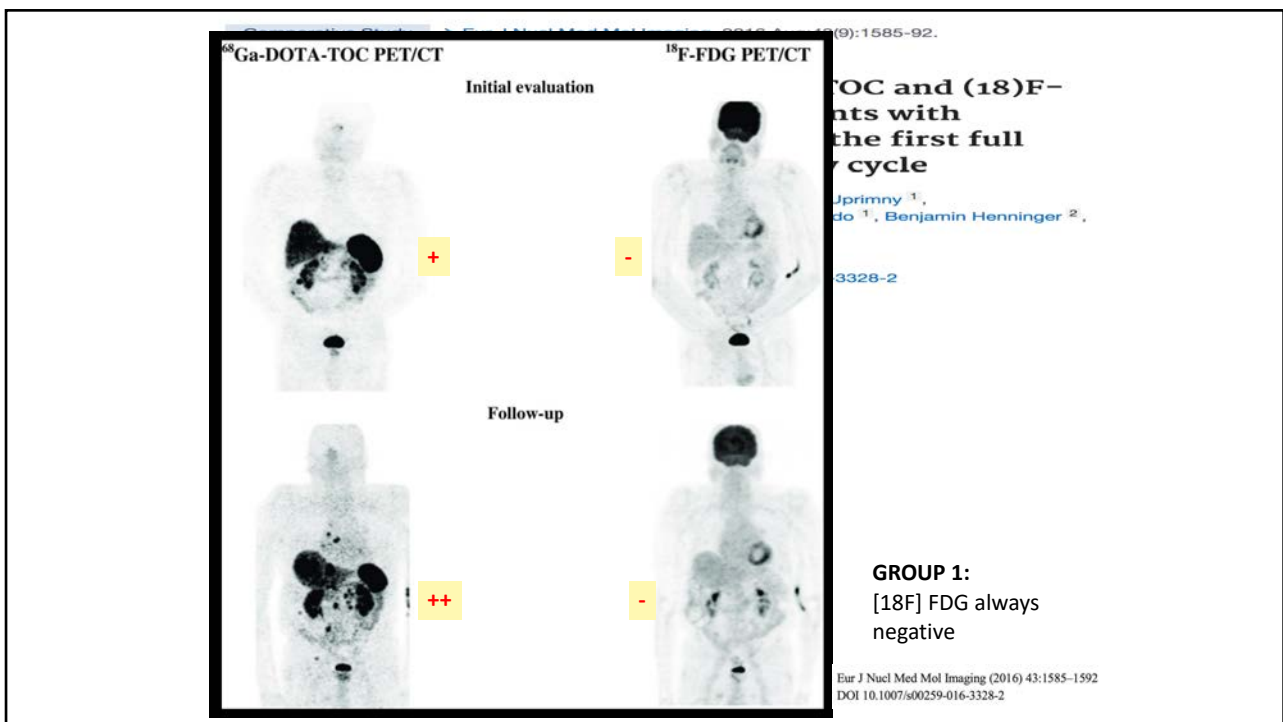 (9):1585-92.
68Ga-DOTA-TOC PET/CT
18F-FDG PET/CT
Initial evaluation
TOC and (18)F–
nts with
the first full
cycle
Uprimny 1,
do 1, Benjamin Henninger 2,
+
-
-3328-2
Follow-up
++
-
GROUP 1:
[18F] FDG always
negative
Eur J Nucl Med Mol Imaging (2016) 43:1585–1592
DOI 10.1007/s00259-016-3328-2